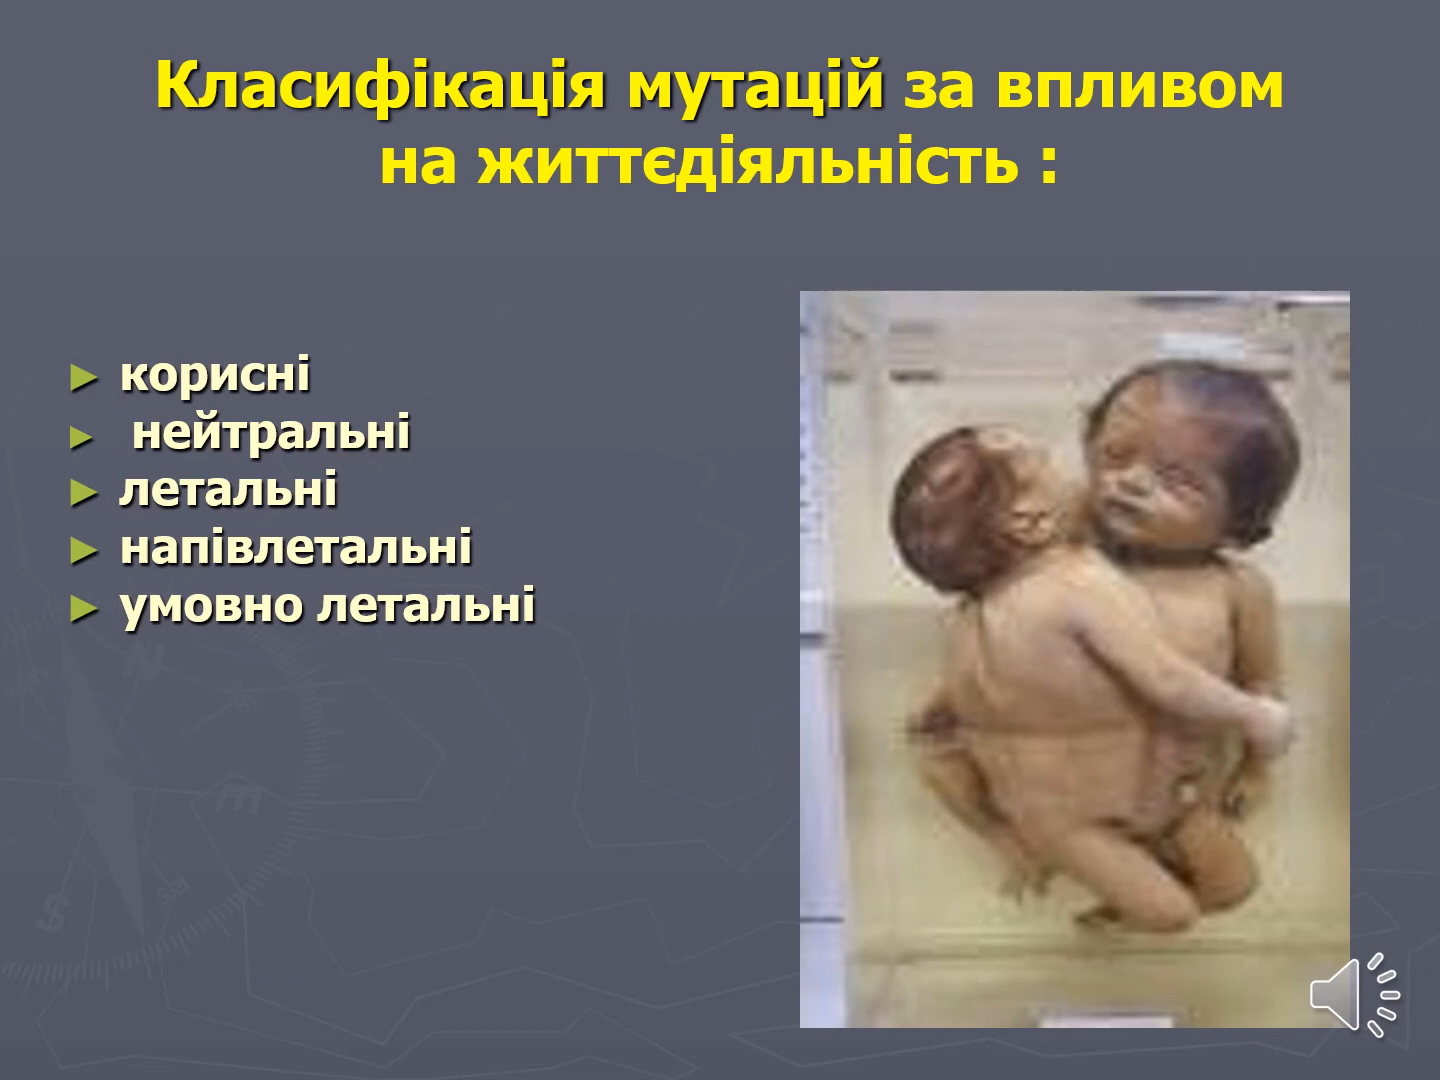 Класифікація мутацій за впливом
на життєдіяльність :
► корисні
► нейтральні
► летальні
► напівлетальні
► умовно летальні
N
E
S